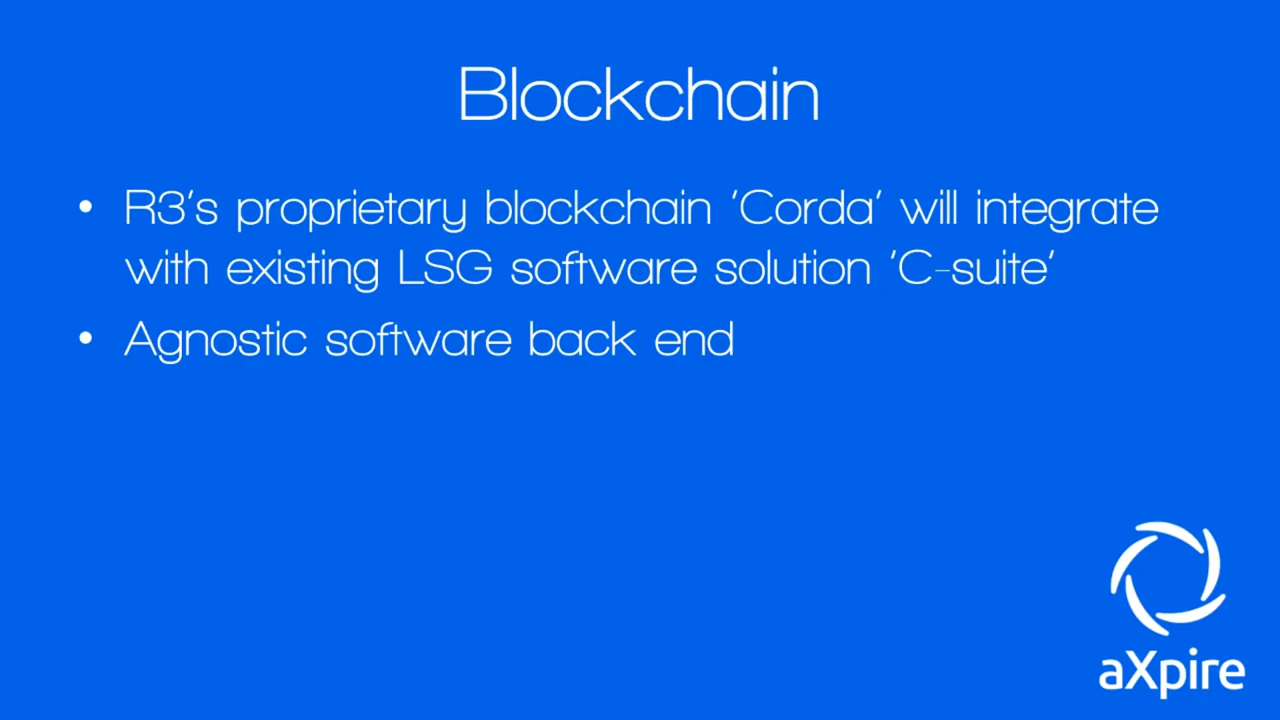 Blockchain
• R3's proprietary blockchain 'Corda' will integrate
with existing LSG software solution 'C-suite'
• Agnostic software back end
aXpire